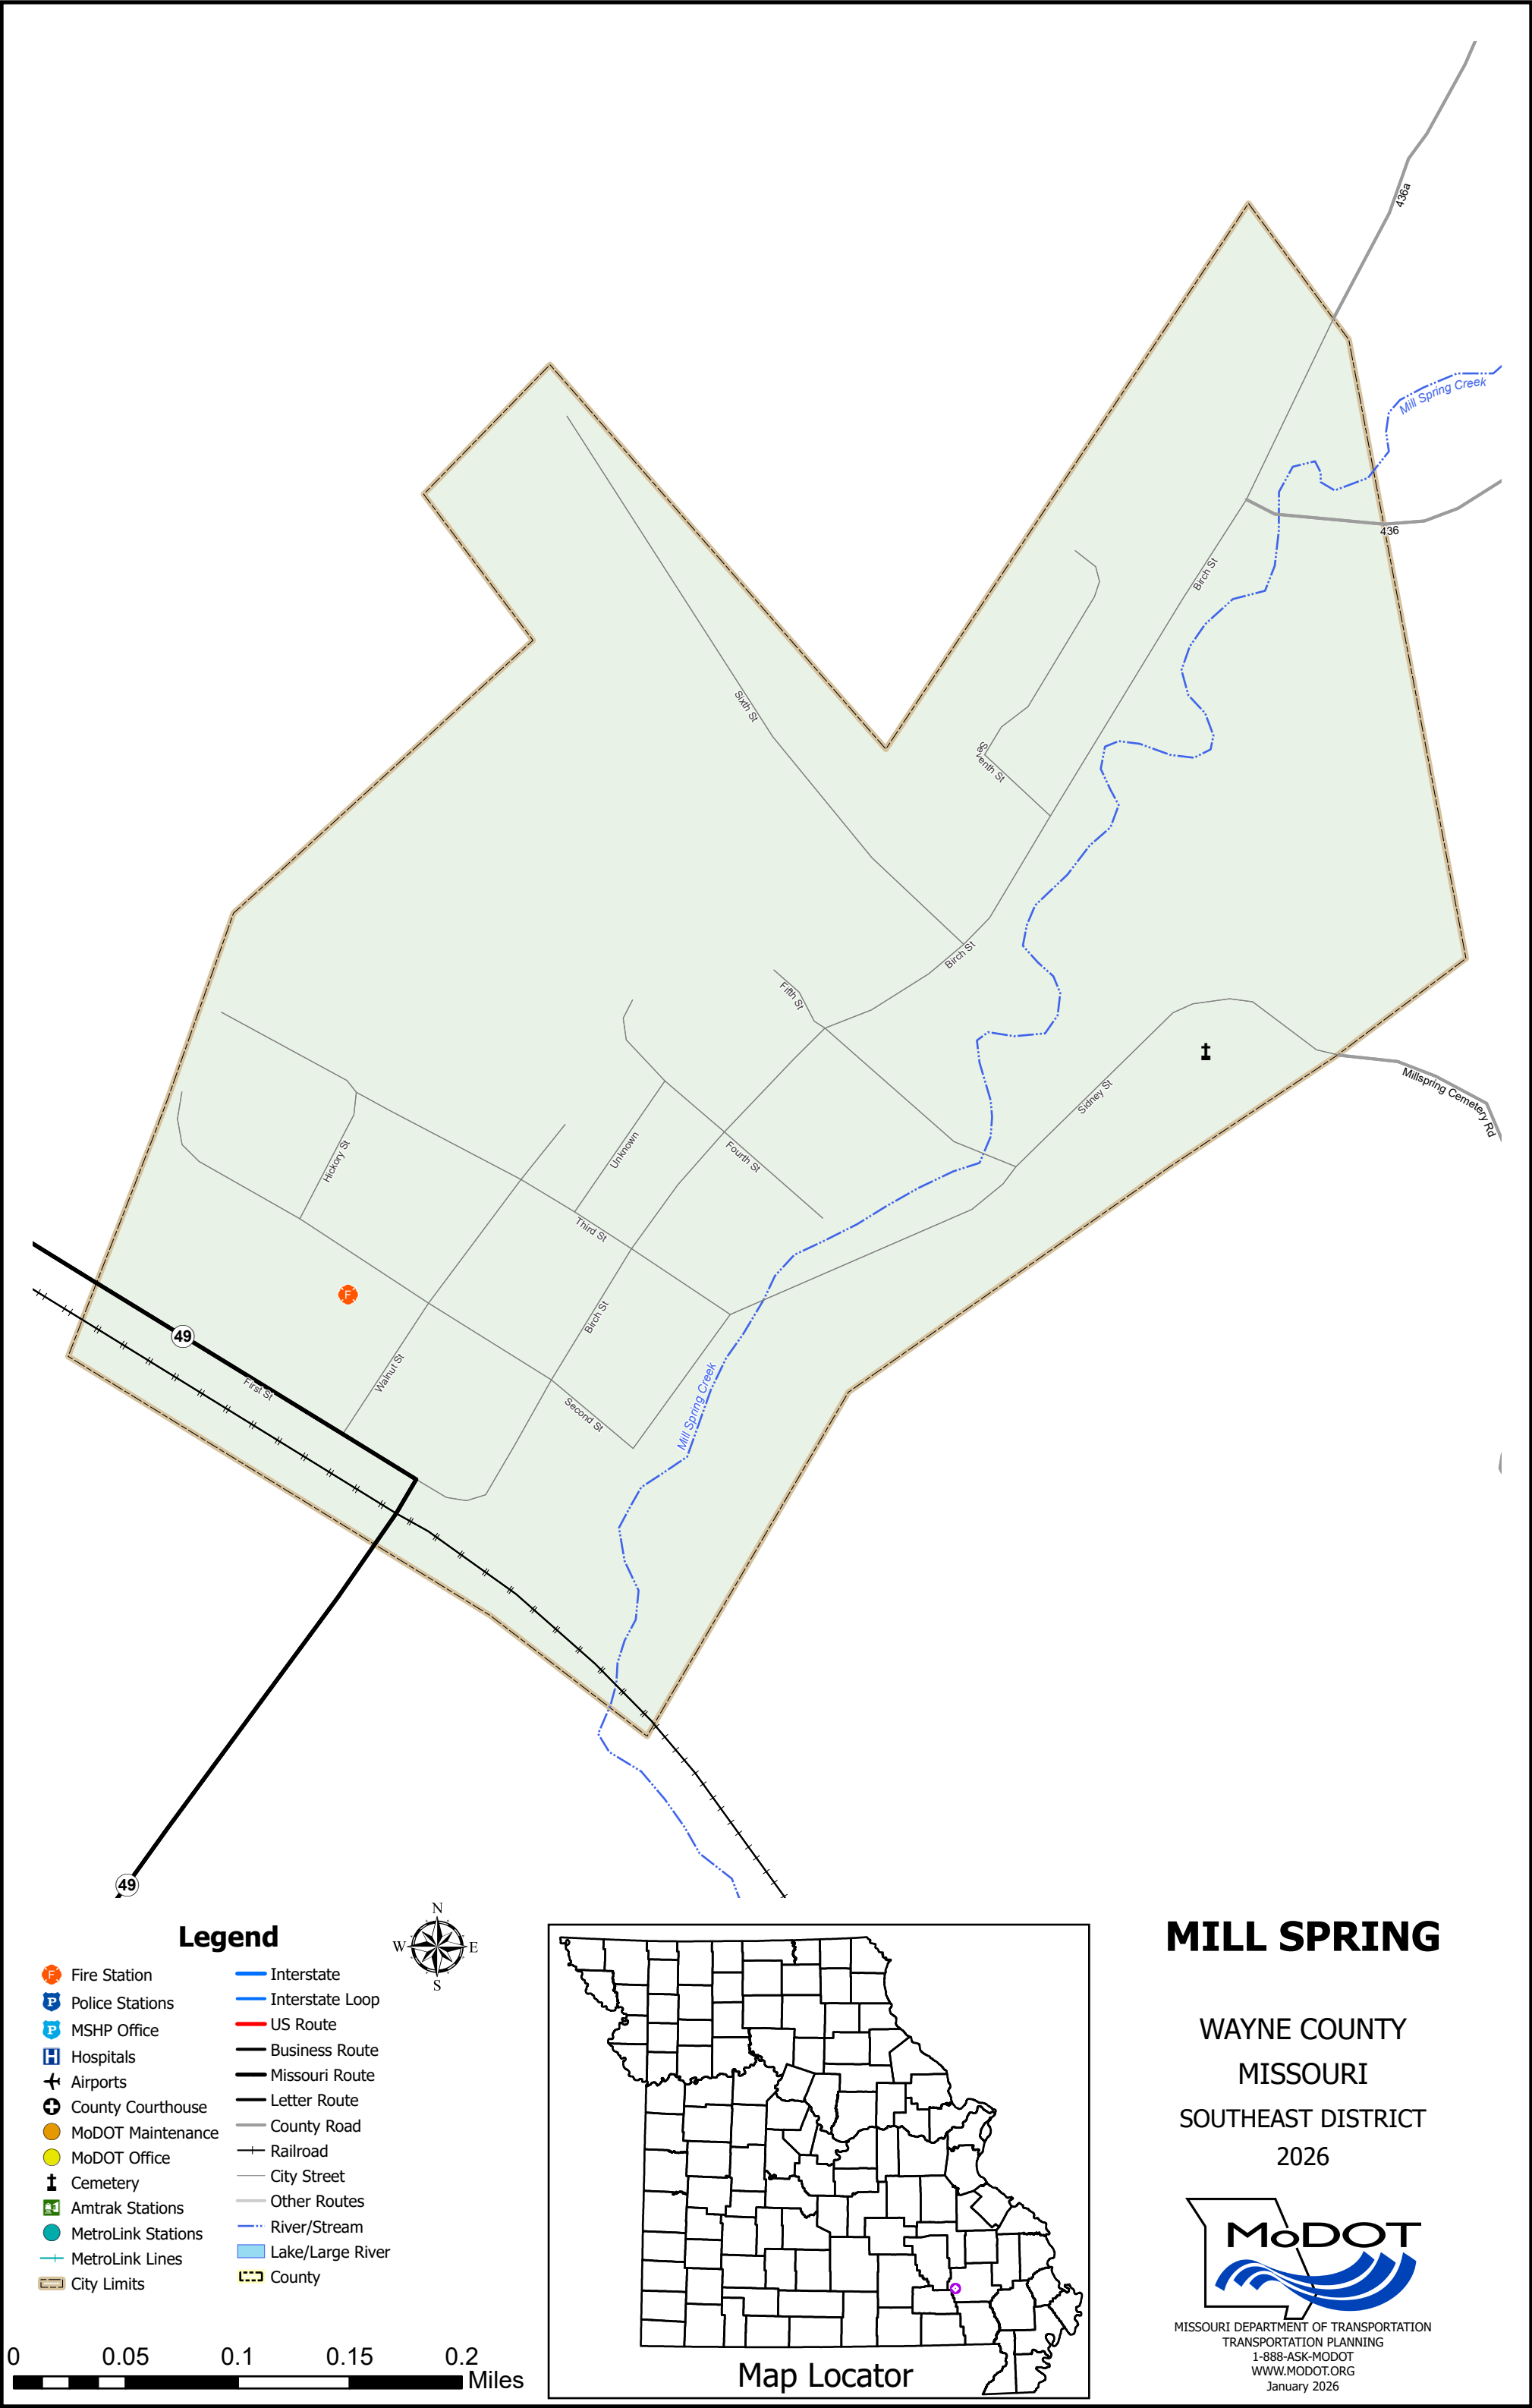 436a
Mill Spring Creek
436
Birch St
Sixth St
Seventh St
Birch St
Fifth St
Sidney St
Millspring Cemetery Rd
Hickory St
Unknown
Fourth St
Third St
F
Birch St
49
First St
Walnut St
Second St
Mill Spring Creek
49
Legend
F Fire Station
P Police Stations
P MSHP Office
H Hospitals
Airports
County Courthouse
MoDOT Maintenance
MoDOT Office
Cemetery
Amtrak Stations
MetroLink Stations
MetroLink Lines
City Limits
Interstate
Interstate Loop
US Route
Business Route
Missouri Route
Letter Route
County Road
Railroad
City Street
Other Routes
River/Stream
Lake/Large River
County
N
W E
S
0 0.05 0.1 0.15 0.2
Miles
Map Locator
MILL SPRING
WAYNE COUNTY
MISSOURI
SOUTHEAST DISTRICT
2026
MoDOT
MISSOURI DEPARTMENT OF TRANSPORTATION
TRANSPORTATION PLANNING
1-888-ASK-MODOT
WWW.MODOT.ORG
January 2026